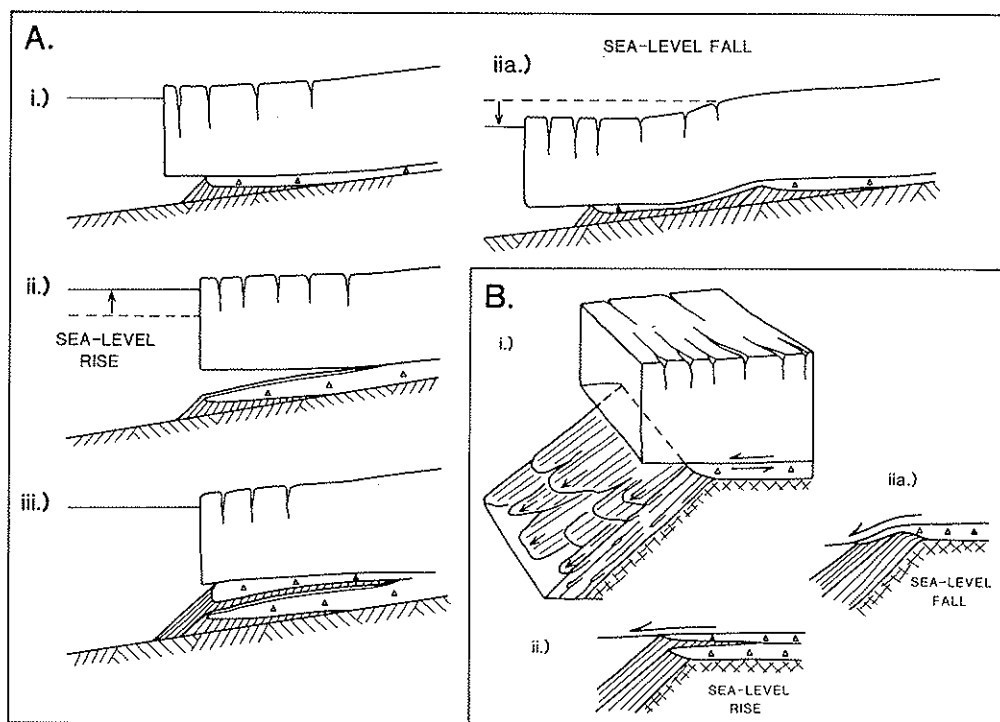 A.
i.)
SEA-LEVEL FALL
iia.)
ii.)
SEA-LEVEL
RISE
iii.)
B.
i.)
iia.)
SEA-LEVEL
FALL
ii.)
SEA-LEVEL
RISE